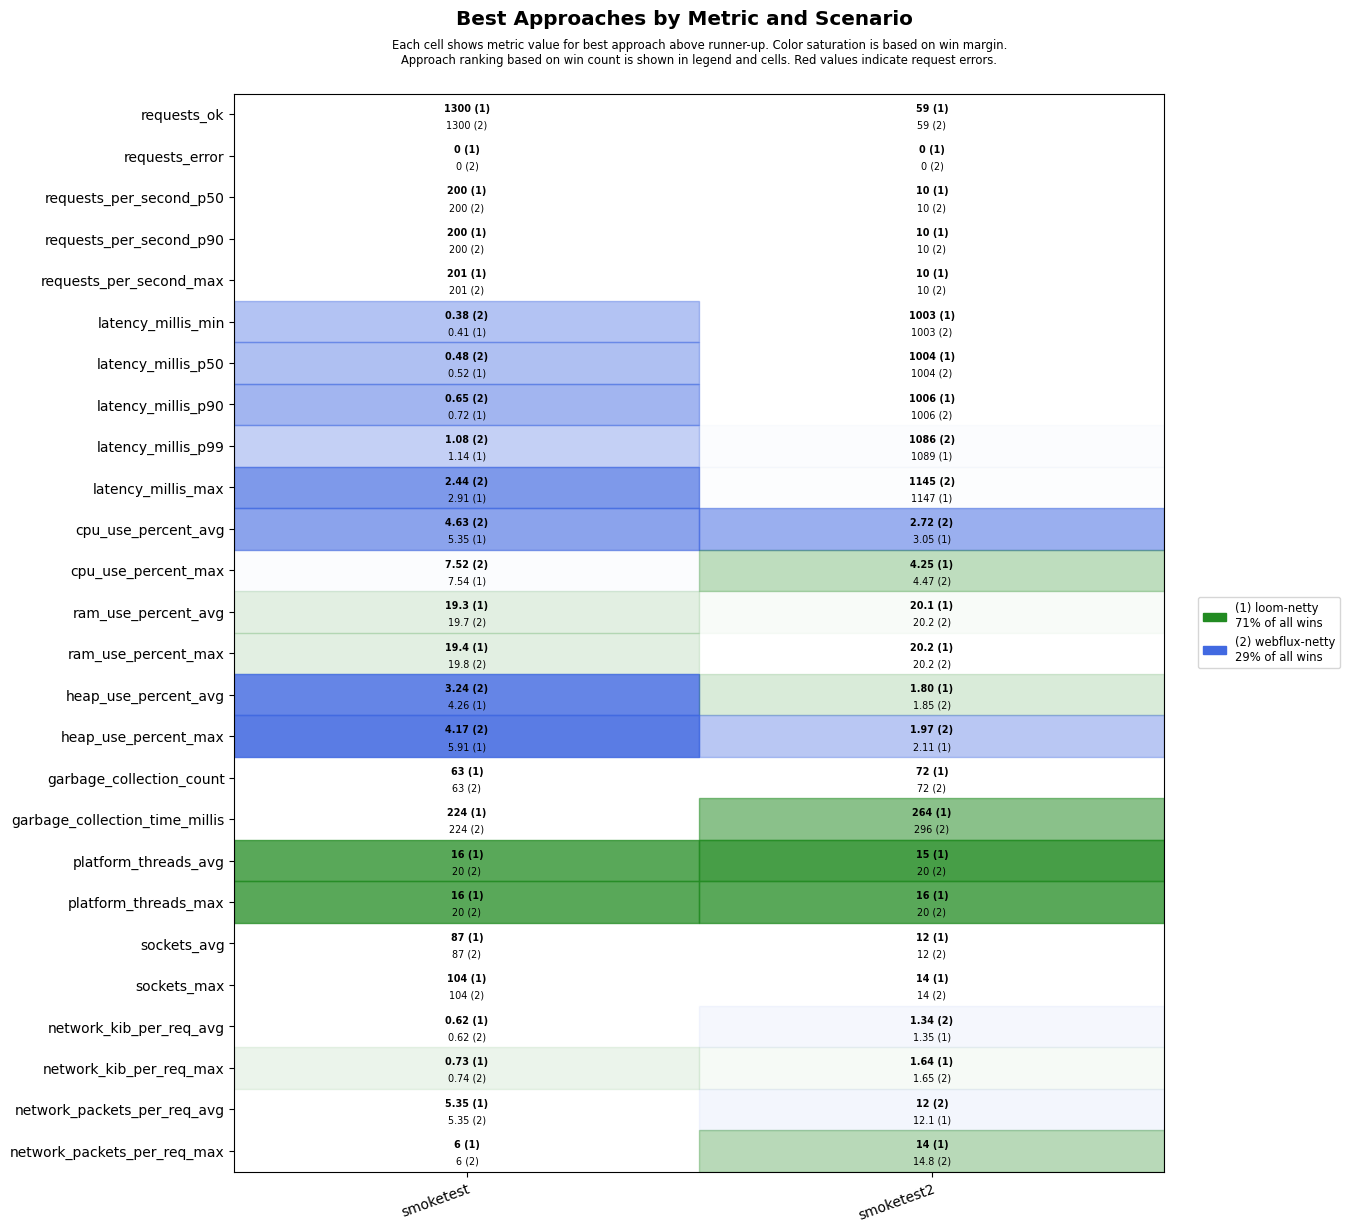 Best Approaches by Metric and Scenario
Each cell shows metric value for best approach above runner-up. Color saturation is based on win margin.
Approach ranking based on win count is shown in legend and cells. Red values indicate request errors.
requests_ok
1300 (1)
1300 (2)
59 (1)
59 (2)
requests_error
0 (1)
0 (2)
0 (1)
0 (2)
requests_per_second_p50
200 (1)
200 (2)
10 (1)
10 (2)
requests_per_second_p90
200 (1)
200 (2)
10 (1)
10 (2)
requests_per_second_max
201 (1)
201 (2)
10 (1)
10 (2)
latency_millis_min
0.38 (2)
0.41 (1)
1003 (1)
1003 (2)
latency_millis_p50
0.48 (2)
0.52 (1)
1004 (1)
1004 (2)
latency_millis_p90
0.65 (2)
0.72 (1)
1006 (1)
1006 (2)
latency_millis_p99
1.08 (2)
1.14 (1)
1086 (2)
1089 (1)
latency_millis_max
2.44 (2)
2.91 (1)
1145 (2)
1147 (1)
cpu_use_percent_avg
4.63 (2)
5.35 (1)
2.72 (2)
3.05 (1)
cpu_use_percent_max
7.52 (2)
7.54 (1)
4.25 (1)
4.47 (2)
ram_use_percent_avg
19.3 (1)
19.7 (2)
20.1 (1)
20.2 (2)
ram_use_percent_max
19.4 (1)
19.8 (2)
20.2 (1)
20.2 (2)
heap_use_percent_avg
3.24 (2)
4.26 (1)
1.80 (1)
1.85 (2)
heap_use_percent_max
4.17 (2)
5.91 (1)
1.97 (2)
2.11 (1)
garbage_collection_count
63 (1)
63 (2)
72 (1)
72 (2)
garbage_collection_time_millis
224 (1)
224 (2)
264 (1)
296 (2)
platform_threads_avg
16 (1)
20 (2)
15 (1)
20 (2)
platform_threads_max
16 (1)
20 (2)
16 (1)
20 (2)
sockets_avg
87 (1)
87 (2)
12 (1)
12 (2)
sockets_max
104 (1)
104 (2)
14 (1)
14 (2)
network_kib_per_req_avg
0.62 (1)
0.62 (2)
1.34 (2)
1.35 (1)
network_kib_per_req_max
0.73 (1)
0.74 (2)
1.64 (1)
1.65 (2)
network_packets_per_req_avg
5.35 (1)
5.35 (2)
12 (2)
12.1 (1)
network_packets_per_req_max
6 (1)
6 (2)
14 (1)
14.8 (2)
smoketest
smoketest2
(1) loom-netty
71% of all wins
(2) webflux-netty
29% of all wins